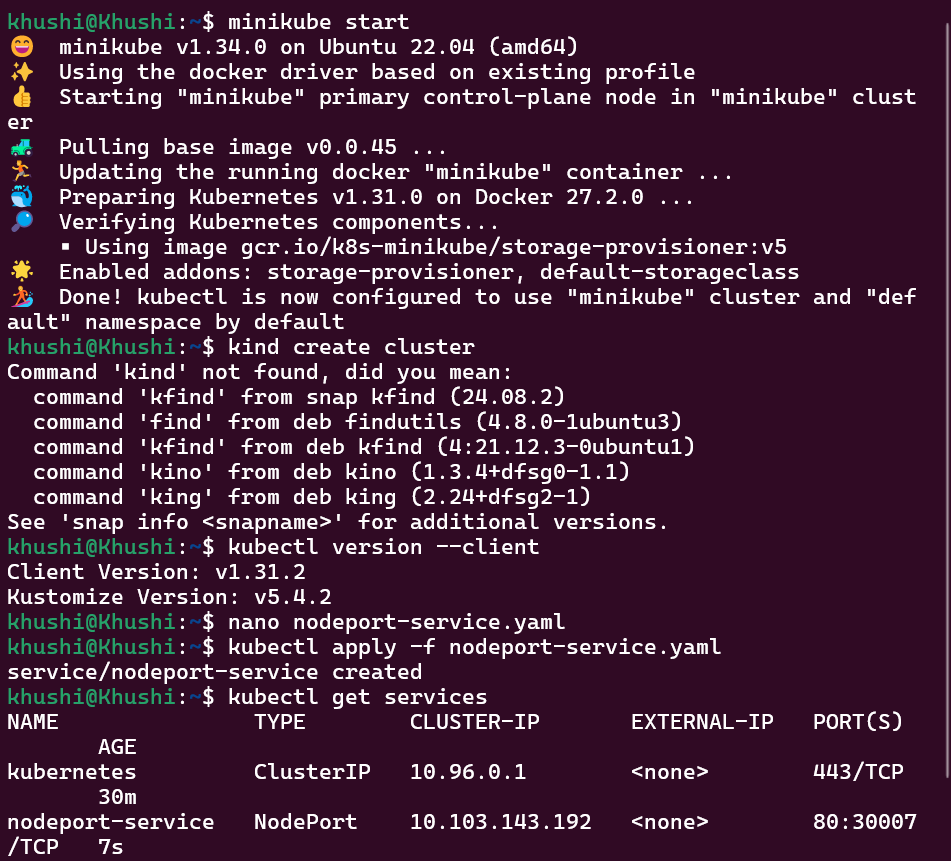 khushi@Khushi:~$ minikube start
😄  minikube v1.34.0 on Ubuntu 22.04 (amd64)
✨  Using the docker driver based on existing profile
👍  Starting "minikube" primary control-plane node in "minikube" clust
er
🚜  Pulling base image v0.0.45 ...
🏃  Updating the running docker "minikube" container ...
🐳  Preparing Kubernetes v1.31.0 on Docker 27.2.0 ...
🔎  Verifying Kubernetes components...
    ▪ Using image gcr.io/k8s-minikube/storage-provisioner:v5
🌟  Enabled addons: storage-provisioner, default-storageclass
🏄  Done! kubectl is now configured to use "minikube" cluster and "def
ault" namespace by default
khushi@Khushi:~$ kind create cluster
Command 'kind' not found, did you mean:
  command 'kfind' from snap kfind (24.08.2)
  command 'find' from deb findutils (4.8.0-1ubuntu3)
  command 'kfind' from deb kfind (4:21.12.3-0ubuntu1)
  command 'kino' from deb kino (1.3.4+dfsg0-1.1)
  command 'king' from deb king (2.24+dfsg2-1)
See 'snap info <snapname>' for additional versions.
khushi@Khushi:~$ kubectl version --client
Client Version: v1.31.2
Kustomize Version: v5.4.2
khushi@Khushi:~$ nano nodeport-service.yaml
khushi@Khushi:~$ kubectl apply -f nodeport-service.yaml
service/nodeport-service created
khushi@Khushi:~$ kubectl get services
NAME               TYPE        CLUSTER-IP       EXTERNAL-IP   PORT(S)
       AGE
kubernetes         ClusterIP   10.96.0.1        <none>        443/TCP
       30m
nodeport-service   NodePort    10.103.143.192   <none>        80:30007
/TCP   7s